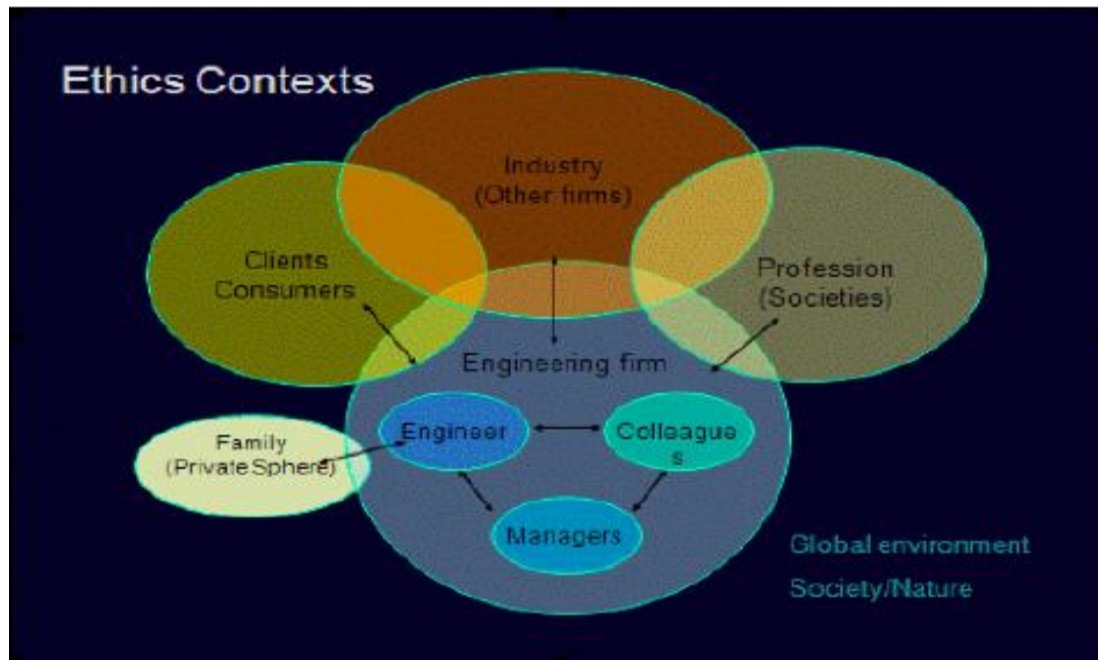 Ethics Contexts
Industry
(Other firms)
Clients
Consumers
Profession
(Societies)
Engineering firm
Engineer
Colleague
s
Family
(Private Sphere)
Managers
Global environment
Society/Nature